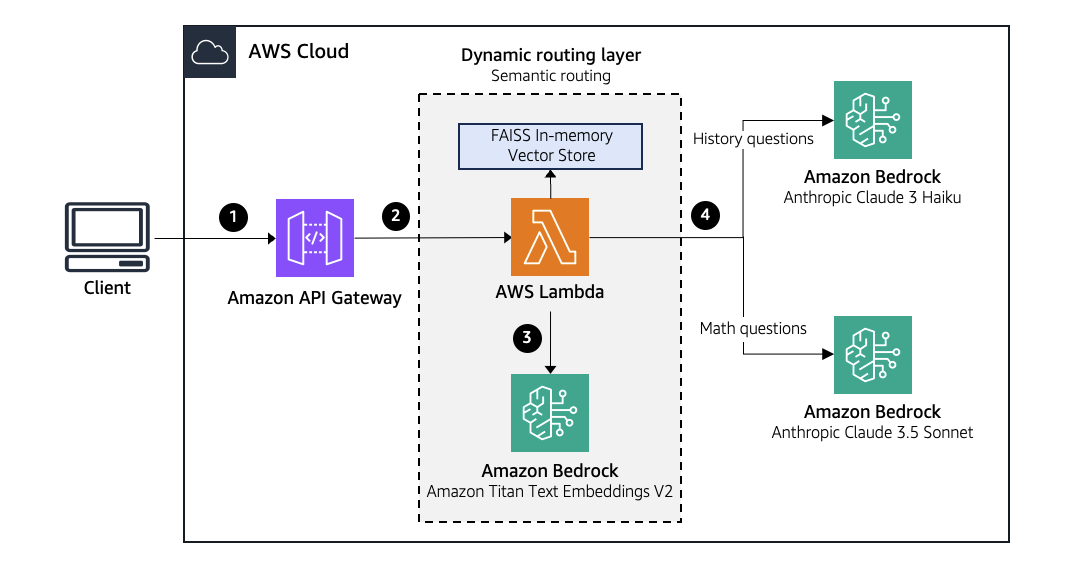 AWS Cloud
Dynamic routing layer
Semantic routing
FAISS In-memory
Vector Store
History questions
Amazon Bedrock
Anthropic Claude 3 Haiku
1
2
4
</>
Client
Amazon API Gateway
AWS Lambda
3
Math questions
Amazon Bedrock
Anthropic Claude 3.5 Sonnet
Amazon Bedrock
Amazon Titan Text Embeddings V2